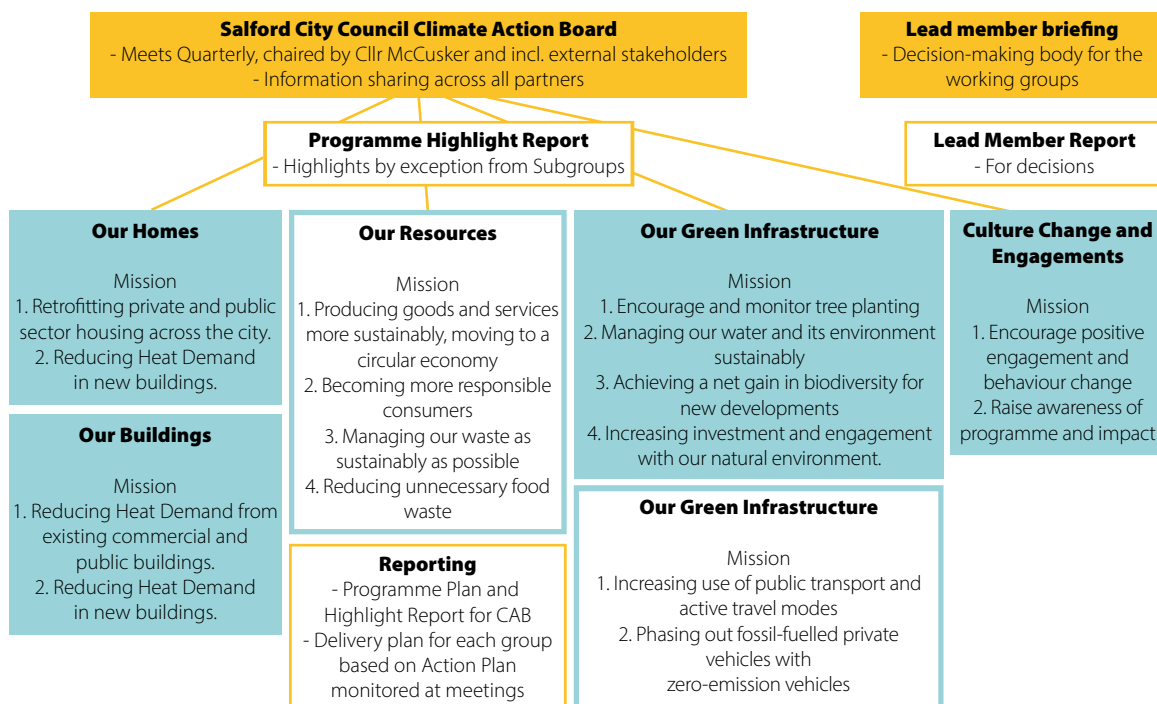 Salford City Council Climate Action Board
- Meets Quarterly, chaired by Cllr McCusker and incl. external stakeholders
- Information sharing across all partners
Lead member briefing
- Decision-making body for the
working groups
Programme Highlight Report
- Highlights by exception from Subgroups
Lead Member Report
- For decisions
Our Homes
Mission
1. Retrofitting private and public
sector housing across the city.
2. Reducing Heat Demand
in new buildings.
Our Buildings
Mission
1. Reducing Heat Demand from
existing commercial and
public buildings.
2. Reducing Heat Demand
in new buildings.
Our Resources
Mission
1. Producing goods and services
more sustainably, moving to a
circular economy
2. Becoming more responsible
consumers
3. Managing our waste as
sustainably as possible
4. Reducing unnecessary food
waste
Reporting
- Programme Plan and
Highlight Report for CAB
- Delivery plan for each group
based on Action Plan
monitored at meetings
Our Green Infrastructure
Mission
1. Encourage and monitor tree planting
2. Managing our water and its environment
sustainably
3. Achieving a net gain in biodiversity for
new developments
4. Increasing investment and engagement
with our natural environment.
Our Green Infrastructure
Mission
1. Increasing use of public transport and
active travel modes
2. Phasing out fossil-fuelled private
vehicles with
zero-emission vehicles
Culture Change and
Engagements
Mission
1. Encourage positive
engagement and
behaviour change
2. Raise awareness of
programme and impact